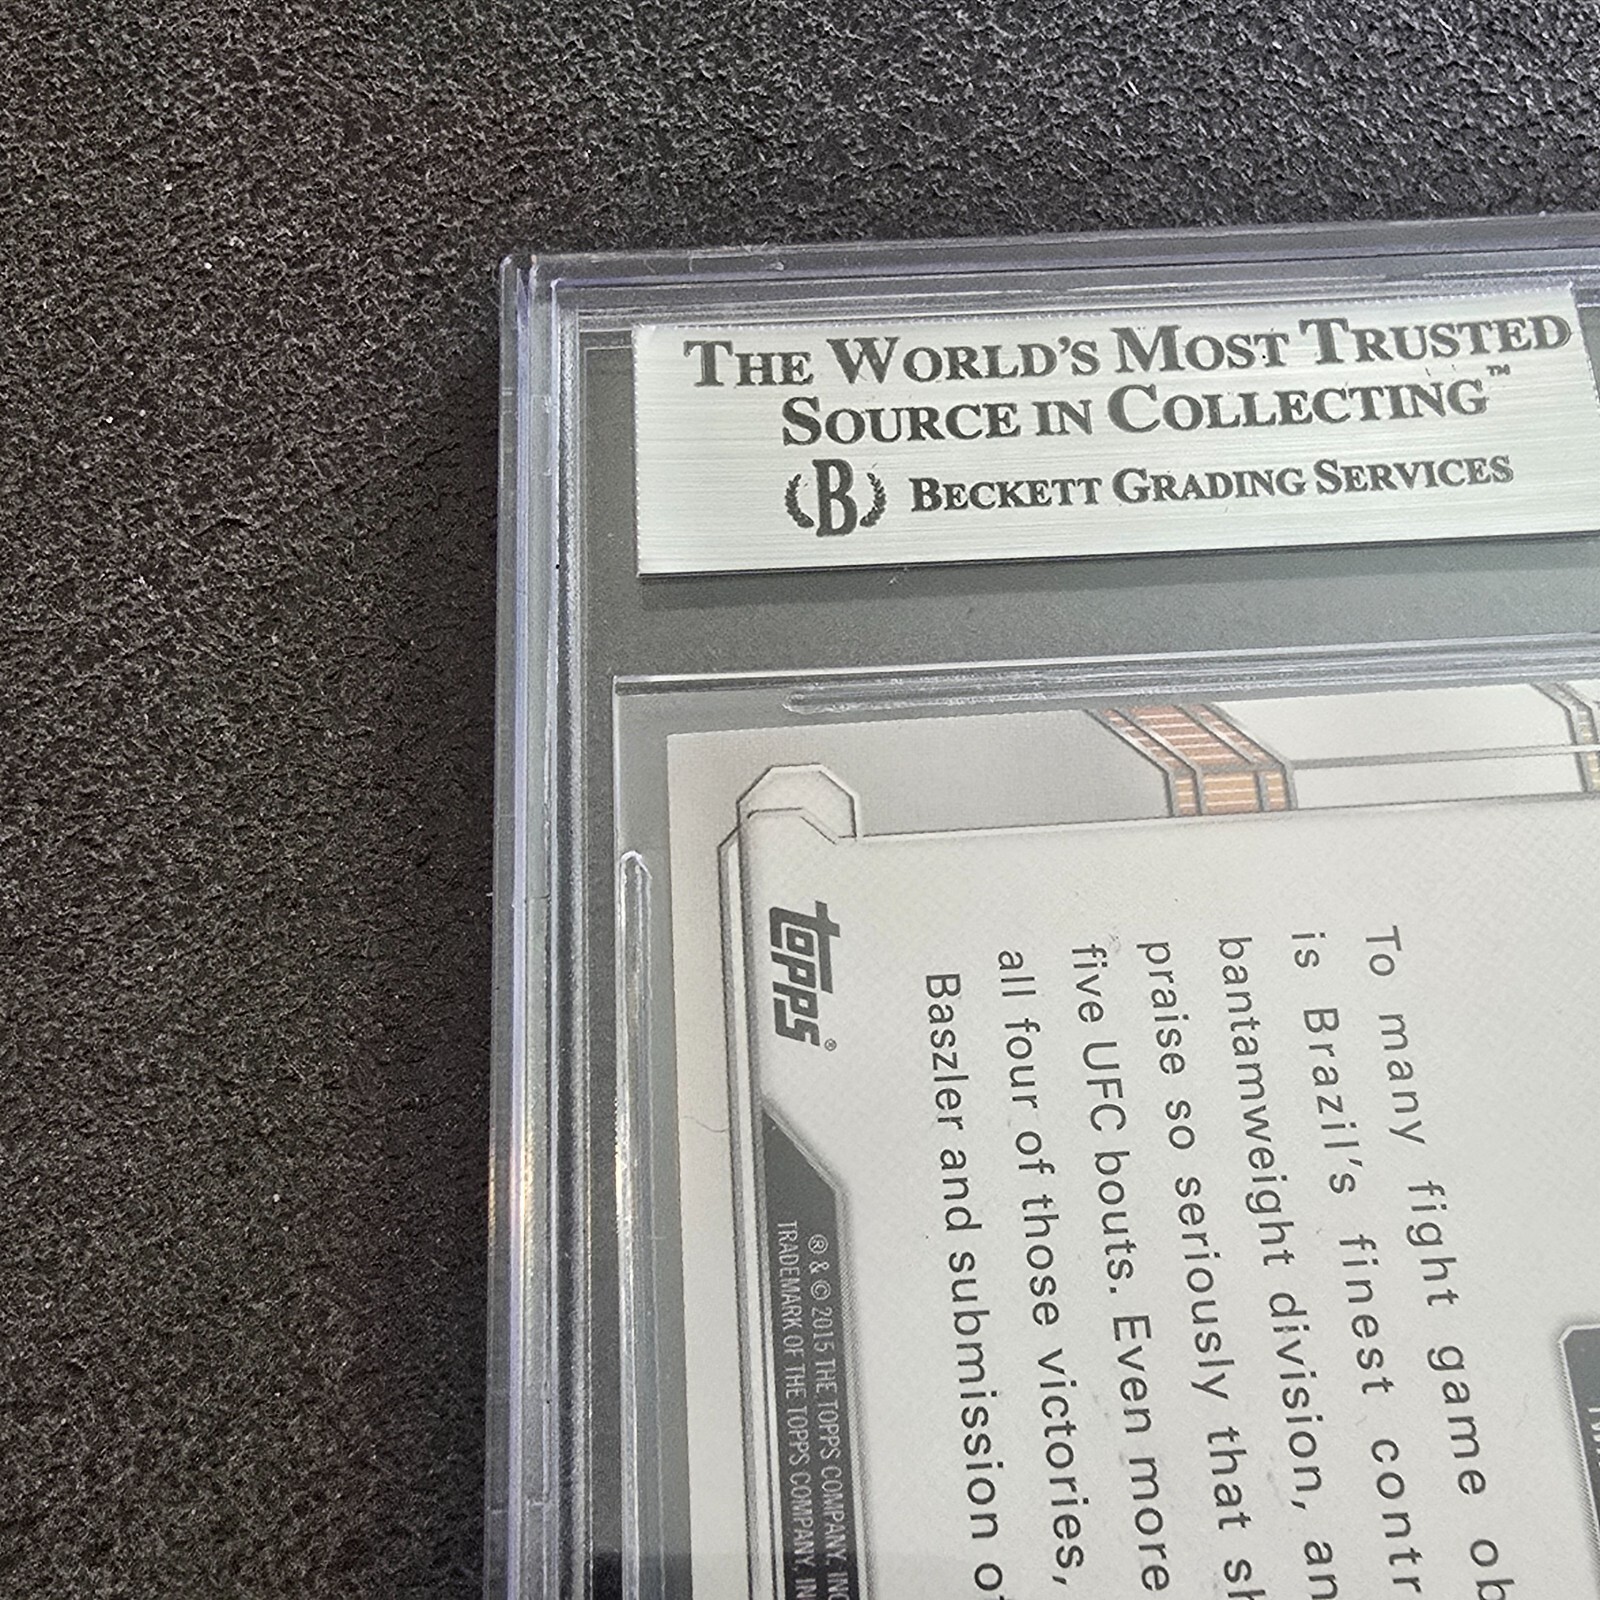 THE WORLD'S MOST TRUSTED
SOURCE IN COLLECTING™
B BECKETT GRADING SERVICES
To many fight game ob
is Brazil's finest contr
bantamweight division, an
praise so seriously that sh
five UFC bouts. Even more
all four of those victories,
Baszler and submission of
topps®
® & © 2015 THE TOPPS COMPANY, INC
TRADEMARK OF THE TOPPS COMPANY, IN